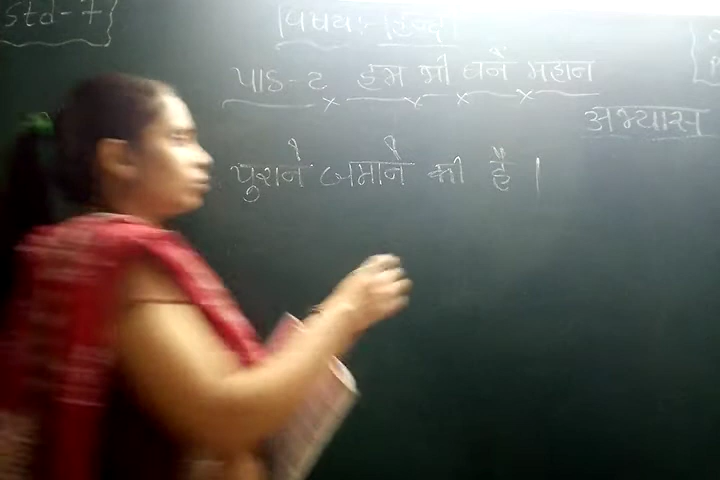 Std-7
विषय:- हिन्दी
पाठ-८ हम भी बनें महान
अभ्यास
पुराने जमाने की है।